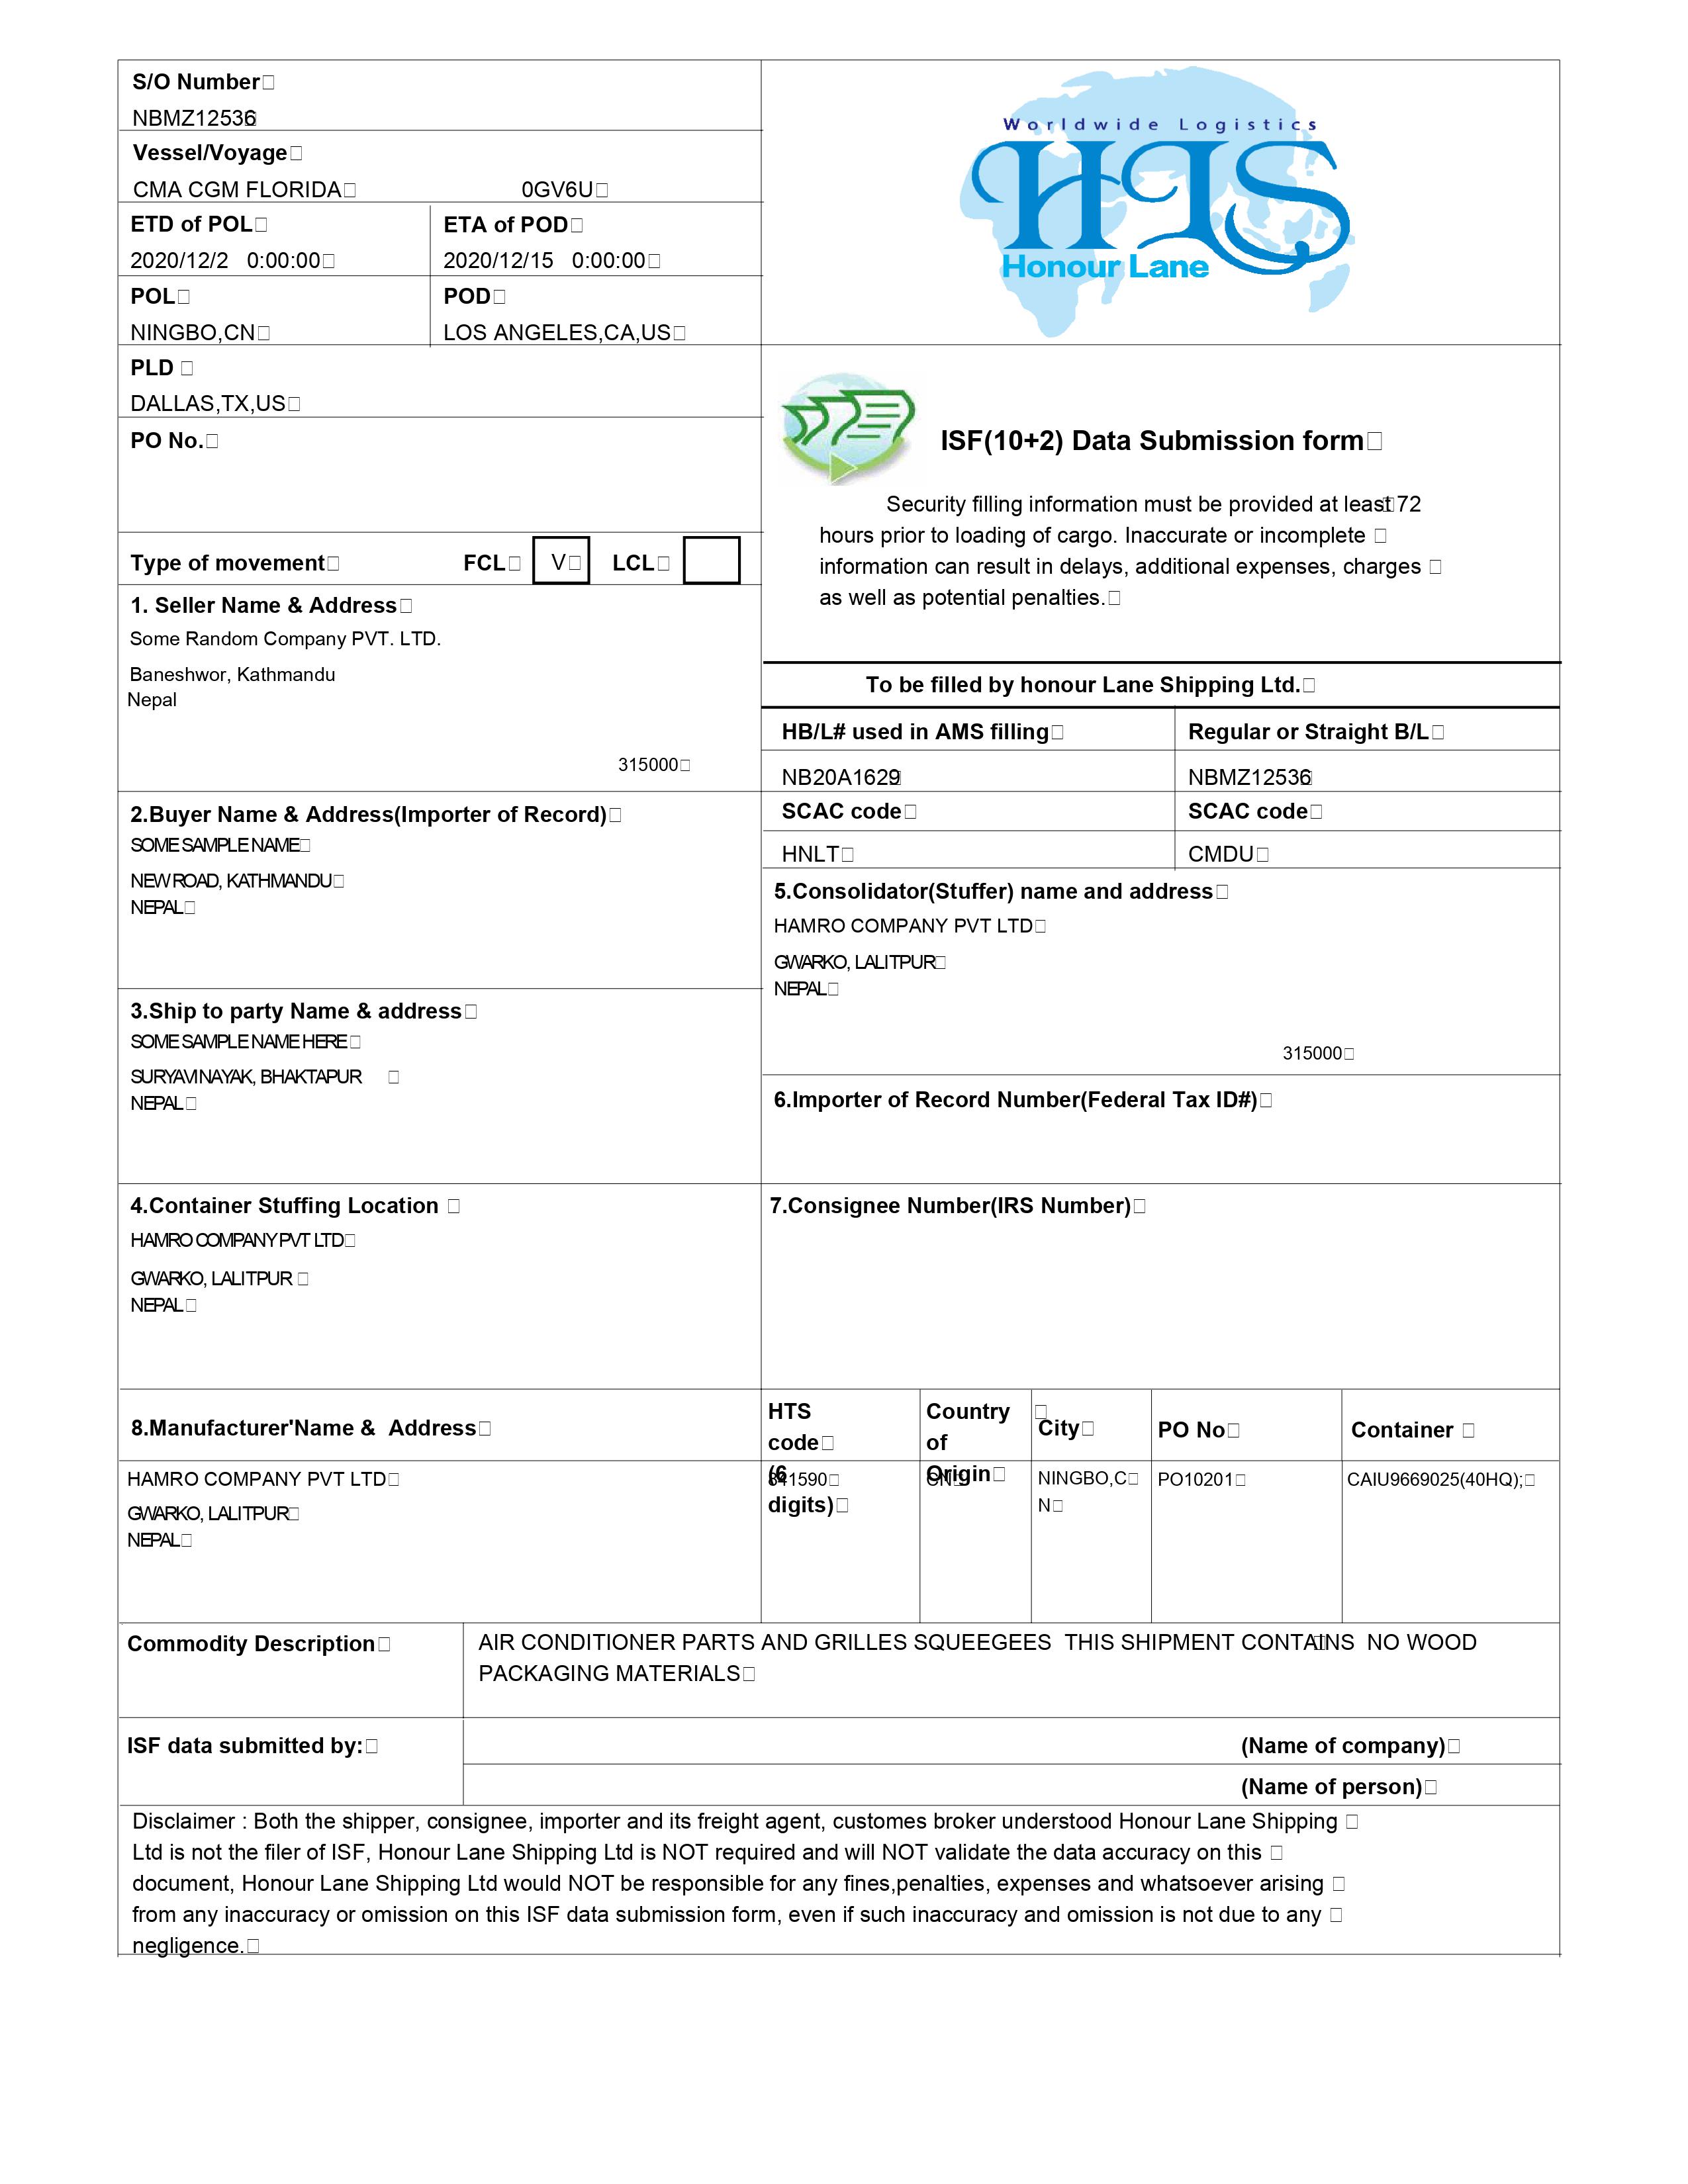 S/O Number
NBMZ12536
Vessel/Voyage
CMA CGM FLORIDA 0GV6U
ETD of POL ETA of POD
2020/12/2 0:00:00 2020/12/15 0:00:00
POL POD
NINGBO,CN LOS ANGELES,CA,US
PLD
DALLAS,TX,US
PO No.
Type of movement FCL V LCL
1. Seller Name & Address
Some Random Company PVT. LTD.
Baneshwor, Kathmandu
Nepal
315000
2.Buyer Name & Address(Importer of Record)
SOME SAMPLE NAME
NEW ROAD, KATHMANDU
NEPAL
3.Ship to party Name & address
SOME SAMPLE NAME HERE
SURYAVINAYAK, BHAKTAPUR
NEPAL
4.Container Stuffing Location
HAMRO COMPANY PVT LTD
GWARKO, LALITPUR
NEPAL
Worldwide Logistics
HLS
Honour Lane
ISF(10+2) Data Submission form
Security filling information must be provided at least 72
hours prior to loading of cargo. Inaccurate or incomplete
information can result in delays, additional expenses, charges
as well as potential penalties.
To be filled by honour Lane Shipping Ltd.
HB/L# used in AMS filling Regular or Straight B/L
NB20A1629 NBMZ12536
SCAC code SCAC code
HNLT CMDU
5.Consolidator(Stuffer) name and address
HAMRO COMPANY PVT LTD
GWARKO, LALITPUR
NEPAL
315000
6.Importer of Record Number(Federal Tax ID#)
7.Consignee Number(IRS Number)
8.Manufacturer'Name & Address
HTS code (6 digits)
Country of Origin
City
PO No
Container
HAMRO COMPANY PVT LTD
GWARKO, LALITPUR
NEPAL
841590
CN
NINGBO,C
N
PO10201
CAIU9669025(40HQ);
Commodity Description
AIR CONDITIONER PARTS AND GRILLES SQUEEGEES THIS SHIPMENT CONTAINS NO WOOD
PACKAGING MATERIALS
ISF data submitted by:
(Name of company)
(Name of person)
Disclaimer : Both the shipper, consignee, importer and its freight agent, customes broker understood Honour Lane Shipping
Ltd is not the filer of ISF, Honour Lane Shipping Ltd is NOT required and will NOT validate the data accuracy on this
document, Honour Lane Shipping Ltd would NOT be responsible for any fines,penalties, expenses and whatsoever arising
from any inaccuracy or omission on this ISF data submission form, even if such inaccuracy and omission is not due to any
negligence.